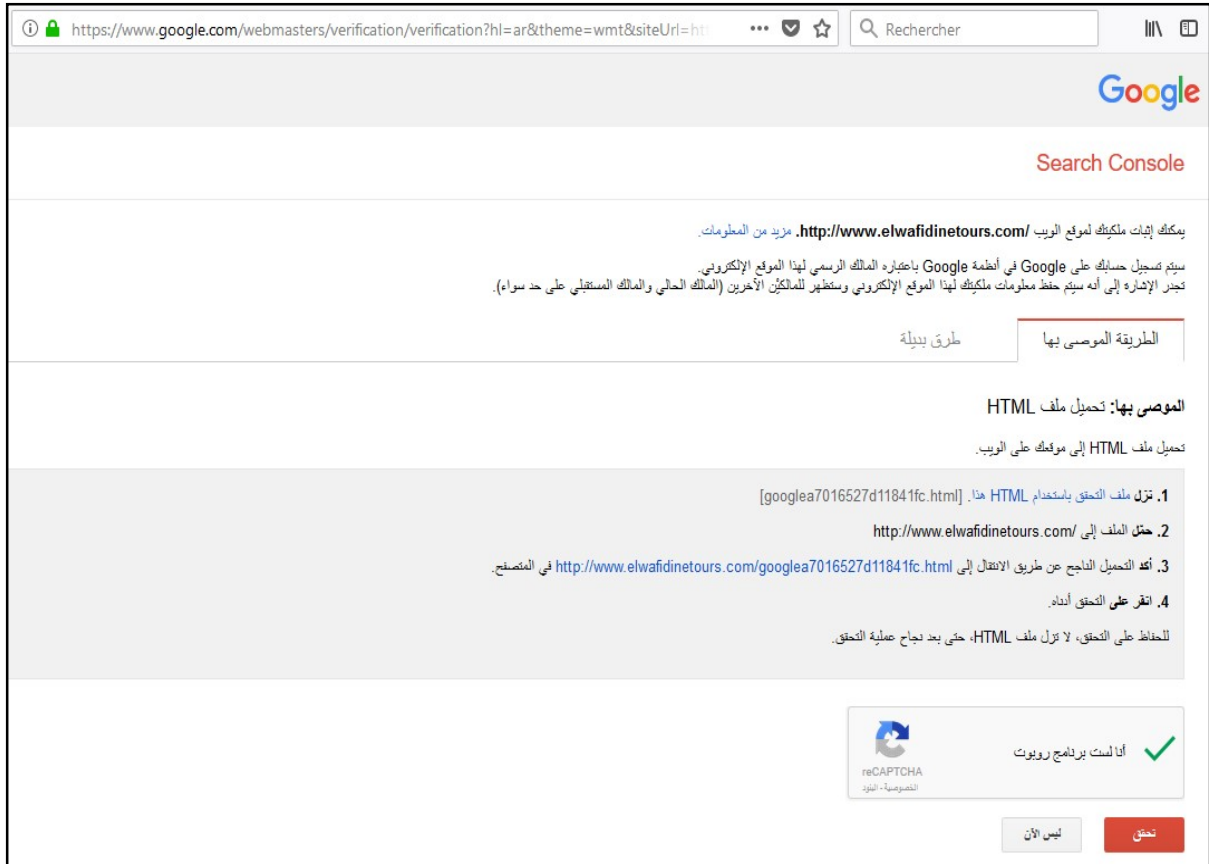 https://www.google.com/webmasters/verification/verification?hl=ar&theme=wmt&siteUrl=ht
Rechercher
Google
Search Console
يمكنك إثبات ملكيتك لموقع الويب http://www.elwafidinetours.com/. مزيد من المعلومات.
سيتم تسجيل حسابك على Google في أنظمة Google باعتباره المالك الرسمي لهذا الموقع الإلكتروني.
تجدر الإشارة إلى أنه سيتم حفظ معلومات ملكيتك لهذا الموقع الإلكتروني وستظهر للمالكين الآخرين (المالك الحالي والمالك المستقبلي على حد سواء).
الطريقة الموصى بها
طرق بديلة
الموصى بها: تحميل ملف HTML
تحميل ملف HTML إلى موقعك على الويب.
1. نزل ملف التحقق باستخدام HTML هذا. [googlea7016527d11841fc.html]
2. حمّل الملف إلى http://www.elwafidinetours.com/
3. أكد التحميل الناجح عن طريق الانتقال إلى http://www.elwafidinetours.com/googlea7016527d11841fc.html في المتصفح.
4. انقر على التحقق أدناه.
للحفاظ على التحقق، لا تزل ملف HTML، حتى بعد نجاح عملية التحقق.
أنا لست برنامج روبوت
reCAPTCHA
الخصوصية - البنود
تحقق
ليس الآن